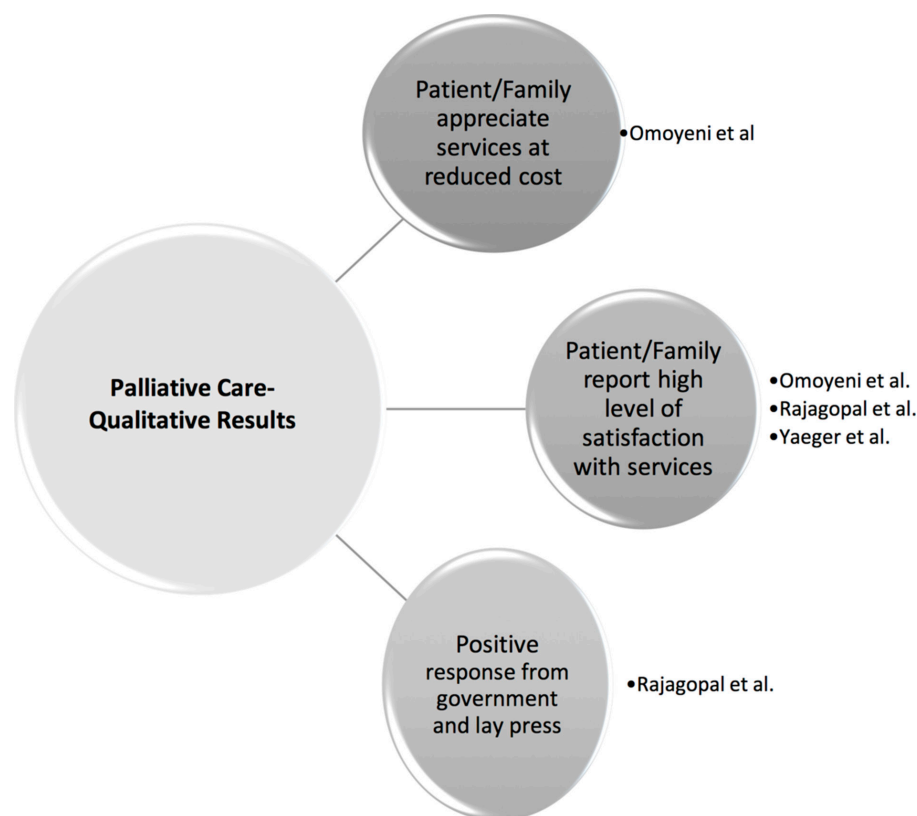 Patient/Family
appreciate
services at
reduced cost
•Omoyeni et al
Palliative Care-
Qualitative Results
Patient/Family
report high
level of
satisfaction
with services
•Omoyeni et al.
•Rajagopal et al.
•Yaeger et al.
Positive
response from
government
and lay press
•Rajagopal et al.